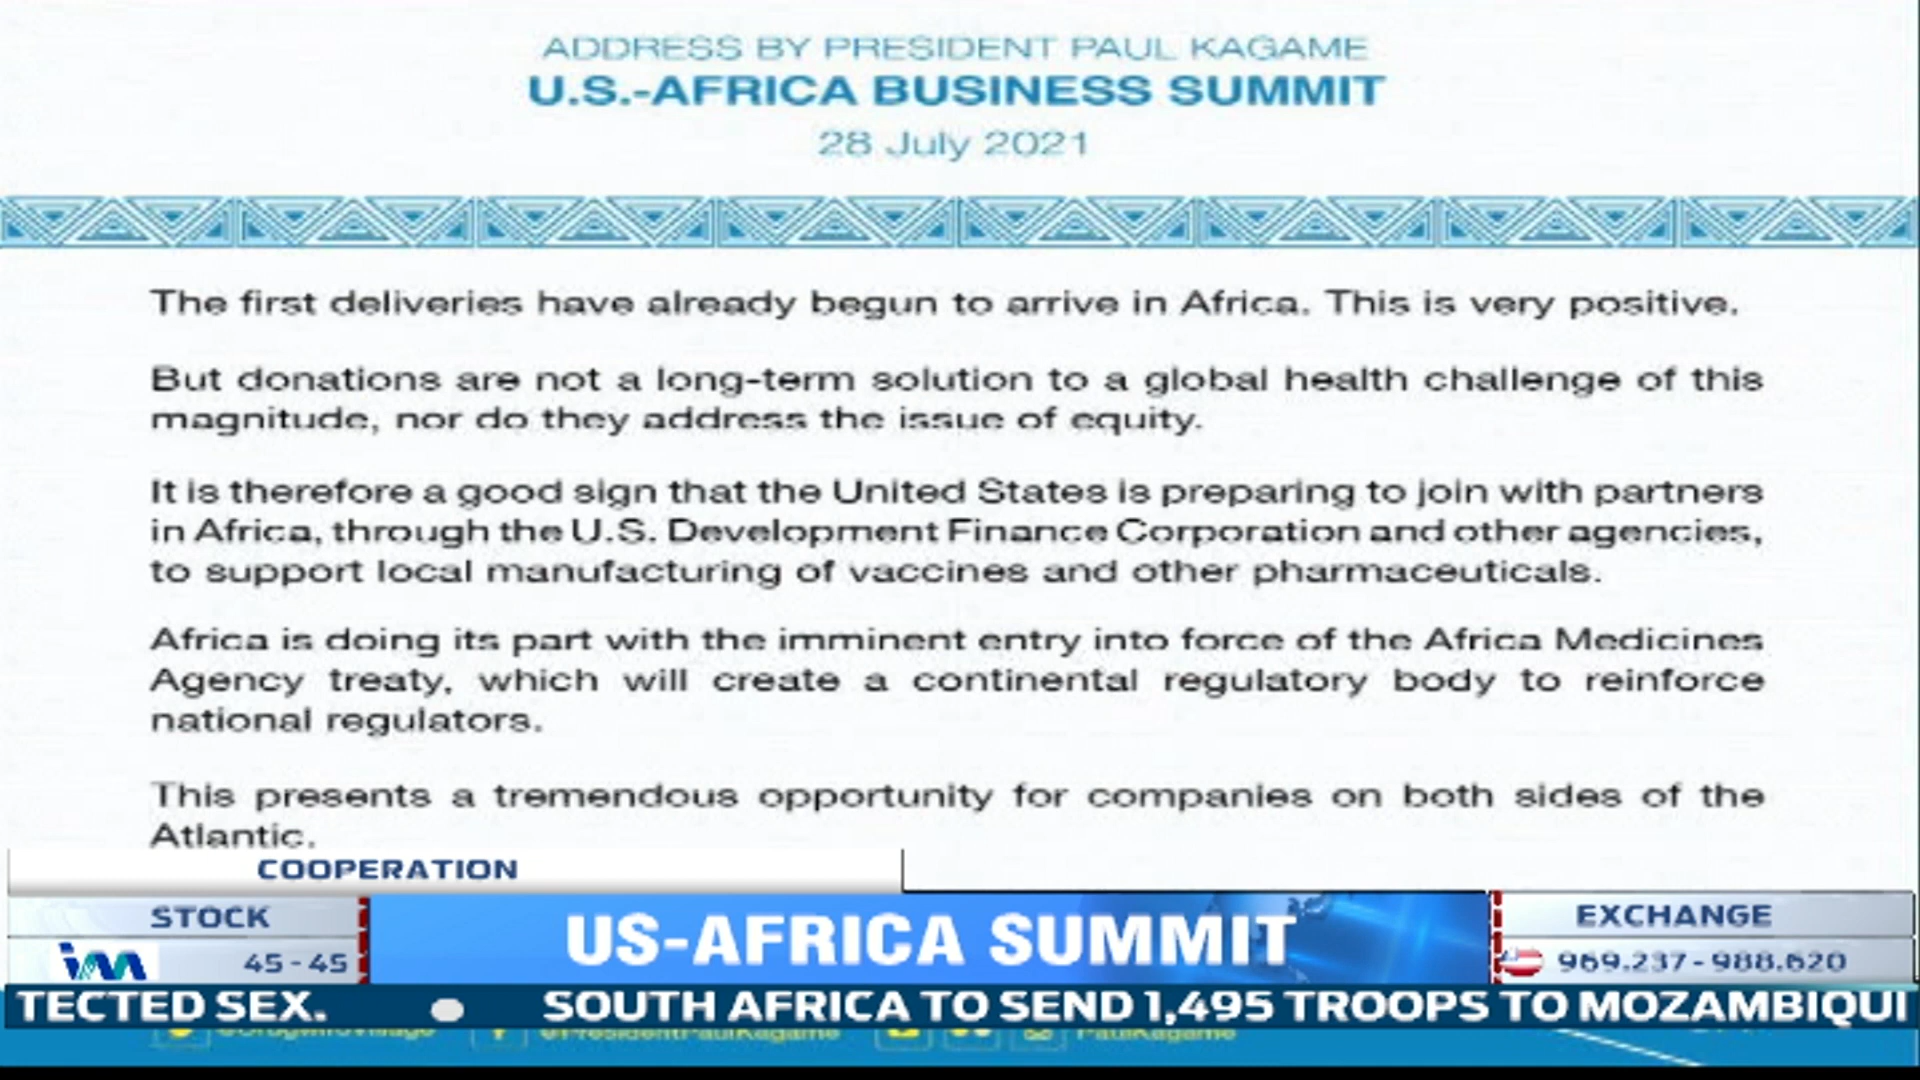 ADDRESS BY PRESIDENT PAUL KAGAME
U.S.-AFRICA BUSINESS SUMMIT
28 July 2021
The first deliveries have already begun to arrive in Africa. This is very positive.
But donations are not a long-term solution to a global health challenge of this
magnitude, nor do they address the issue of equity.
It is therefore a good sign that the United States is preparing to join with partners
in Africa, through the U.S. Development Finance Corporation and other agencies,
to support local manufacturing of vaccines and other pharmaceuticals.
Africa is doing its part with the imminent entry into force of the Africa Medicines
Agency treaty, which will create a continental regulatory body to reinforce
national regulators.
This presents a tremendous opportunity for companies on both sides of the
Atlantic.
COOPERATION
STOCK
US-AFRICA SUMMIT
EXCHANGE
im 45 - 45
969.237 - 988.620
TECTED SEX. SOUTH AFRICA TO SEND 1,495 TROOPS TO MOZAMBIQU
@UrugwiroVillage @PresidentPaulKagame PaulKagame